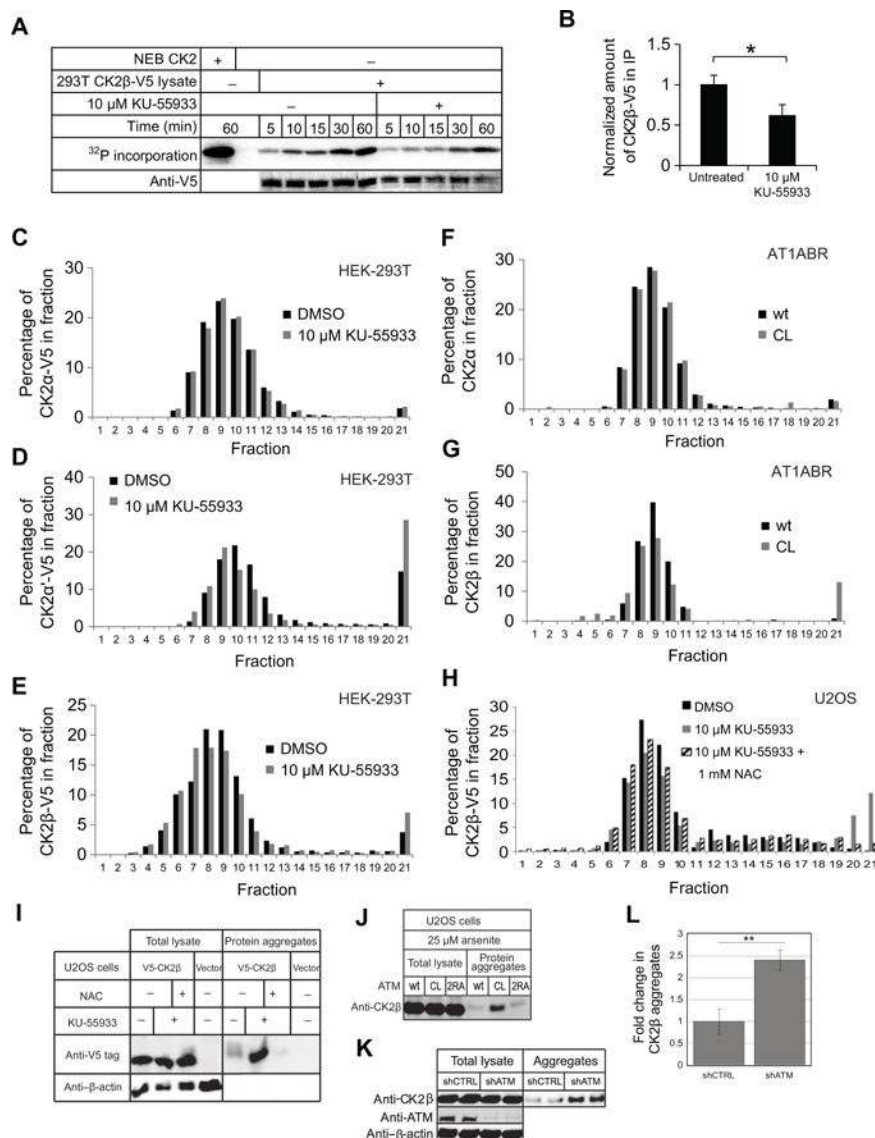 A
NEB CK2 + –
293T CK2β-V5 lysate – +
10 µM KU-55933 – +
Time (min) 60 5 10 15 30 60 5 10 15 30 60
³²P incorporation
Anti-V5
B
Normalized amount
of CK2β-V5 in IP
1.5
1
0.5
0
*
Untreated 10 µM
KU-55933
C
HEK-293T
Percentage of
CK2α-V5 in fraction
30
20
10
0
DMSO
10 µM KU-55933
1 2 3 4 5 6 7 8 9 10 11 12 13 14 15 16 17 18 19 20 21
Fraction
F
AT1ABR
Percentage of
CK2α in fraction
30
20
10
0
wt
CL
1 2 3 4 5 6 7 8 9 10 11 12 13 14 15 16 17 18 19 20 21
Fraction
D
HEK-293T
Percentage of
CK2α'-V5 in fraction
40
30
20
10
0
DMSO
10 µM KU-55933
1 2 3 4 5 6 7 8 9 10 11 12 13 14 15 16 17 18 19 20 21
Fraction
G
AT1ABR
Percentage of
CK2β in fraction
50
40
30
20
10
0
wt
CL
1 2 3 4 5 6 7 8 9 10 11 12 13 14 15 16 17 18 19 20 21
Fraction
E
HEK-293T
Percentage of
CK2β-V5 in fraction
25
20
15
10
5
0
DMSO
10 µM KU-55933
1 2 3 4 5 6 7 8 9 10 11 12 13 14 15 16 17 18 19 20 21
Fraction
H
U2OS
Percentage of
CK2β-V5 in fraction
30
25
20
15
10
5
0
DMSO
10 µM KU-55933
10 µM KU-55933 +
1 mM NAC
1 2 3 4 5 6 7 8 9 10 11 12 13 14 15 16 17 18 19 20 21
Fraction
I
Total lysate Protein aggregates
U2OS cells V5-CK2β Vector V5-CK2β Vector
NAC – + – – + –
KU-55933 – + – – + –
Anti-V5 tag
Anti–β-actin
J
U2OS cells
25 µM arsenite
Total lysate Protein
aggregates
ATM wt CL 2RA wt CL 2RA
Anti-CK2β
K
Total lysate Aggregates
shCTRL shATM shCTRL shATM
Anti-CK2β
Anti-ATM
Anti–β-actin
L
Fold change in
CK2β aggregates
3
2.5
2
1.5
1
0.5
0
**
shCTRL shATM